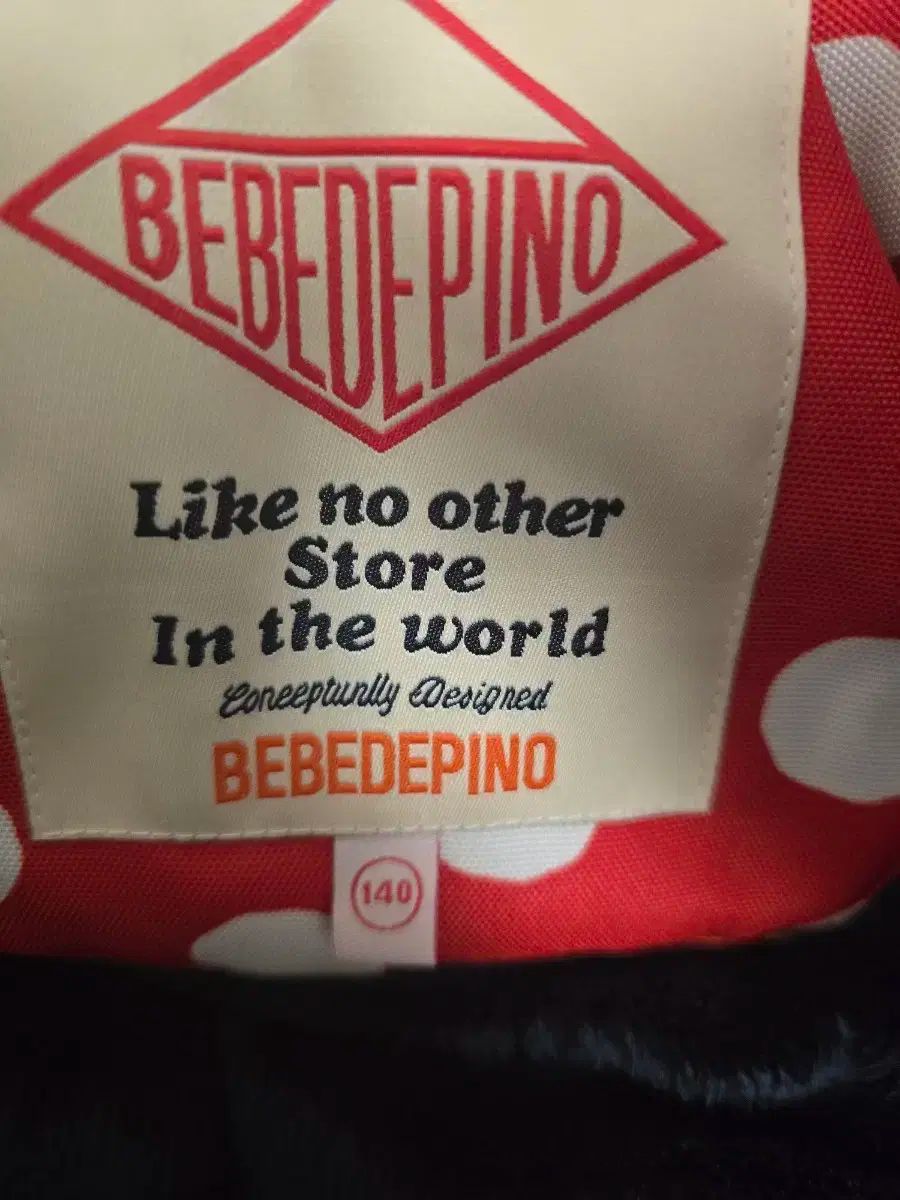 BEBEDEPINO
Like no other
Store
In the world
Conceptunlly Designed
BEBEDEPINO
140